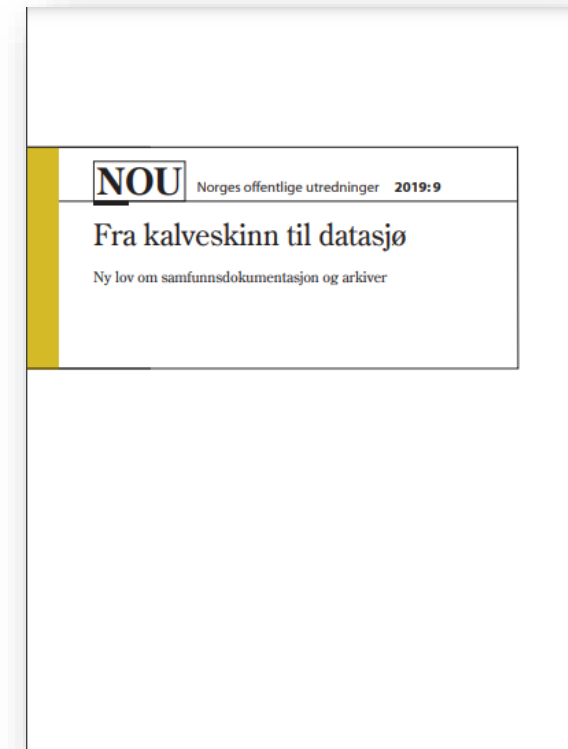 NOU Norges offentlige utredninger 2019: 9
Fra kalveskinn til datasjø
Ny lov om samfunnsdokumentasjon og arkiver